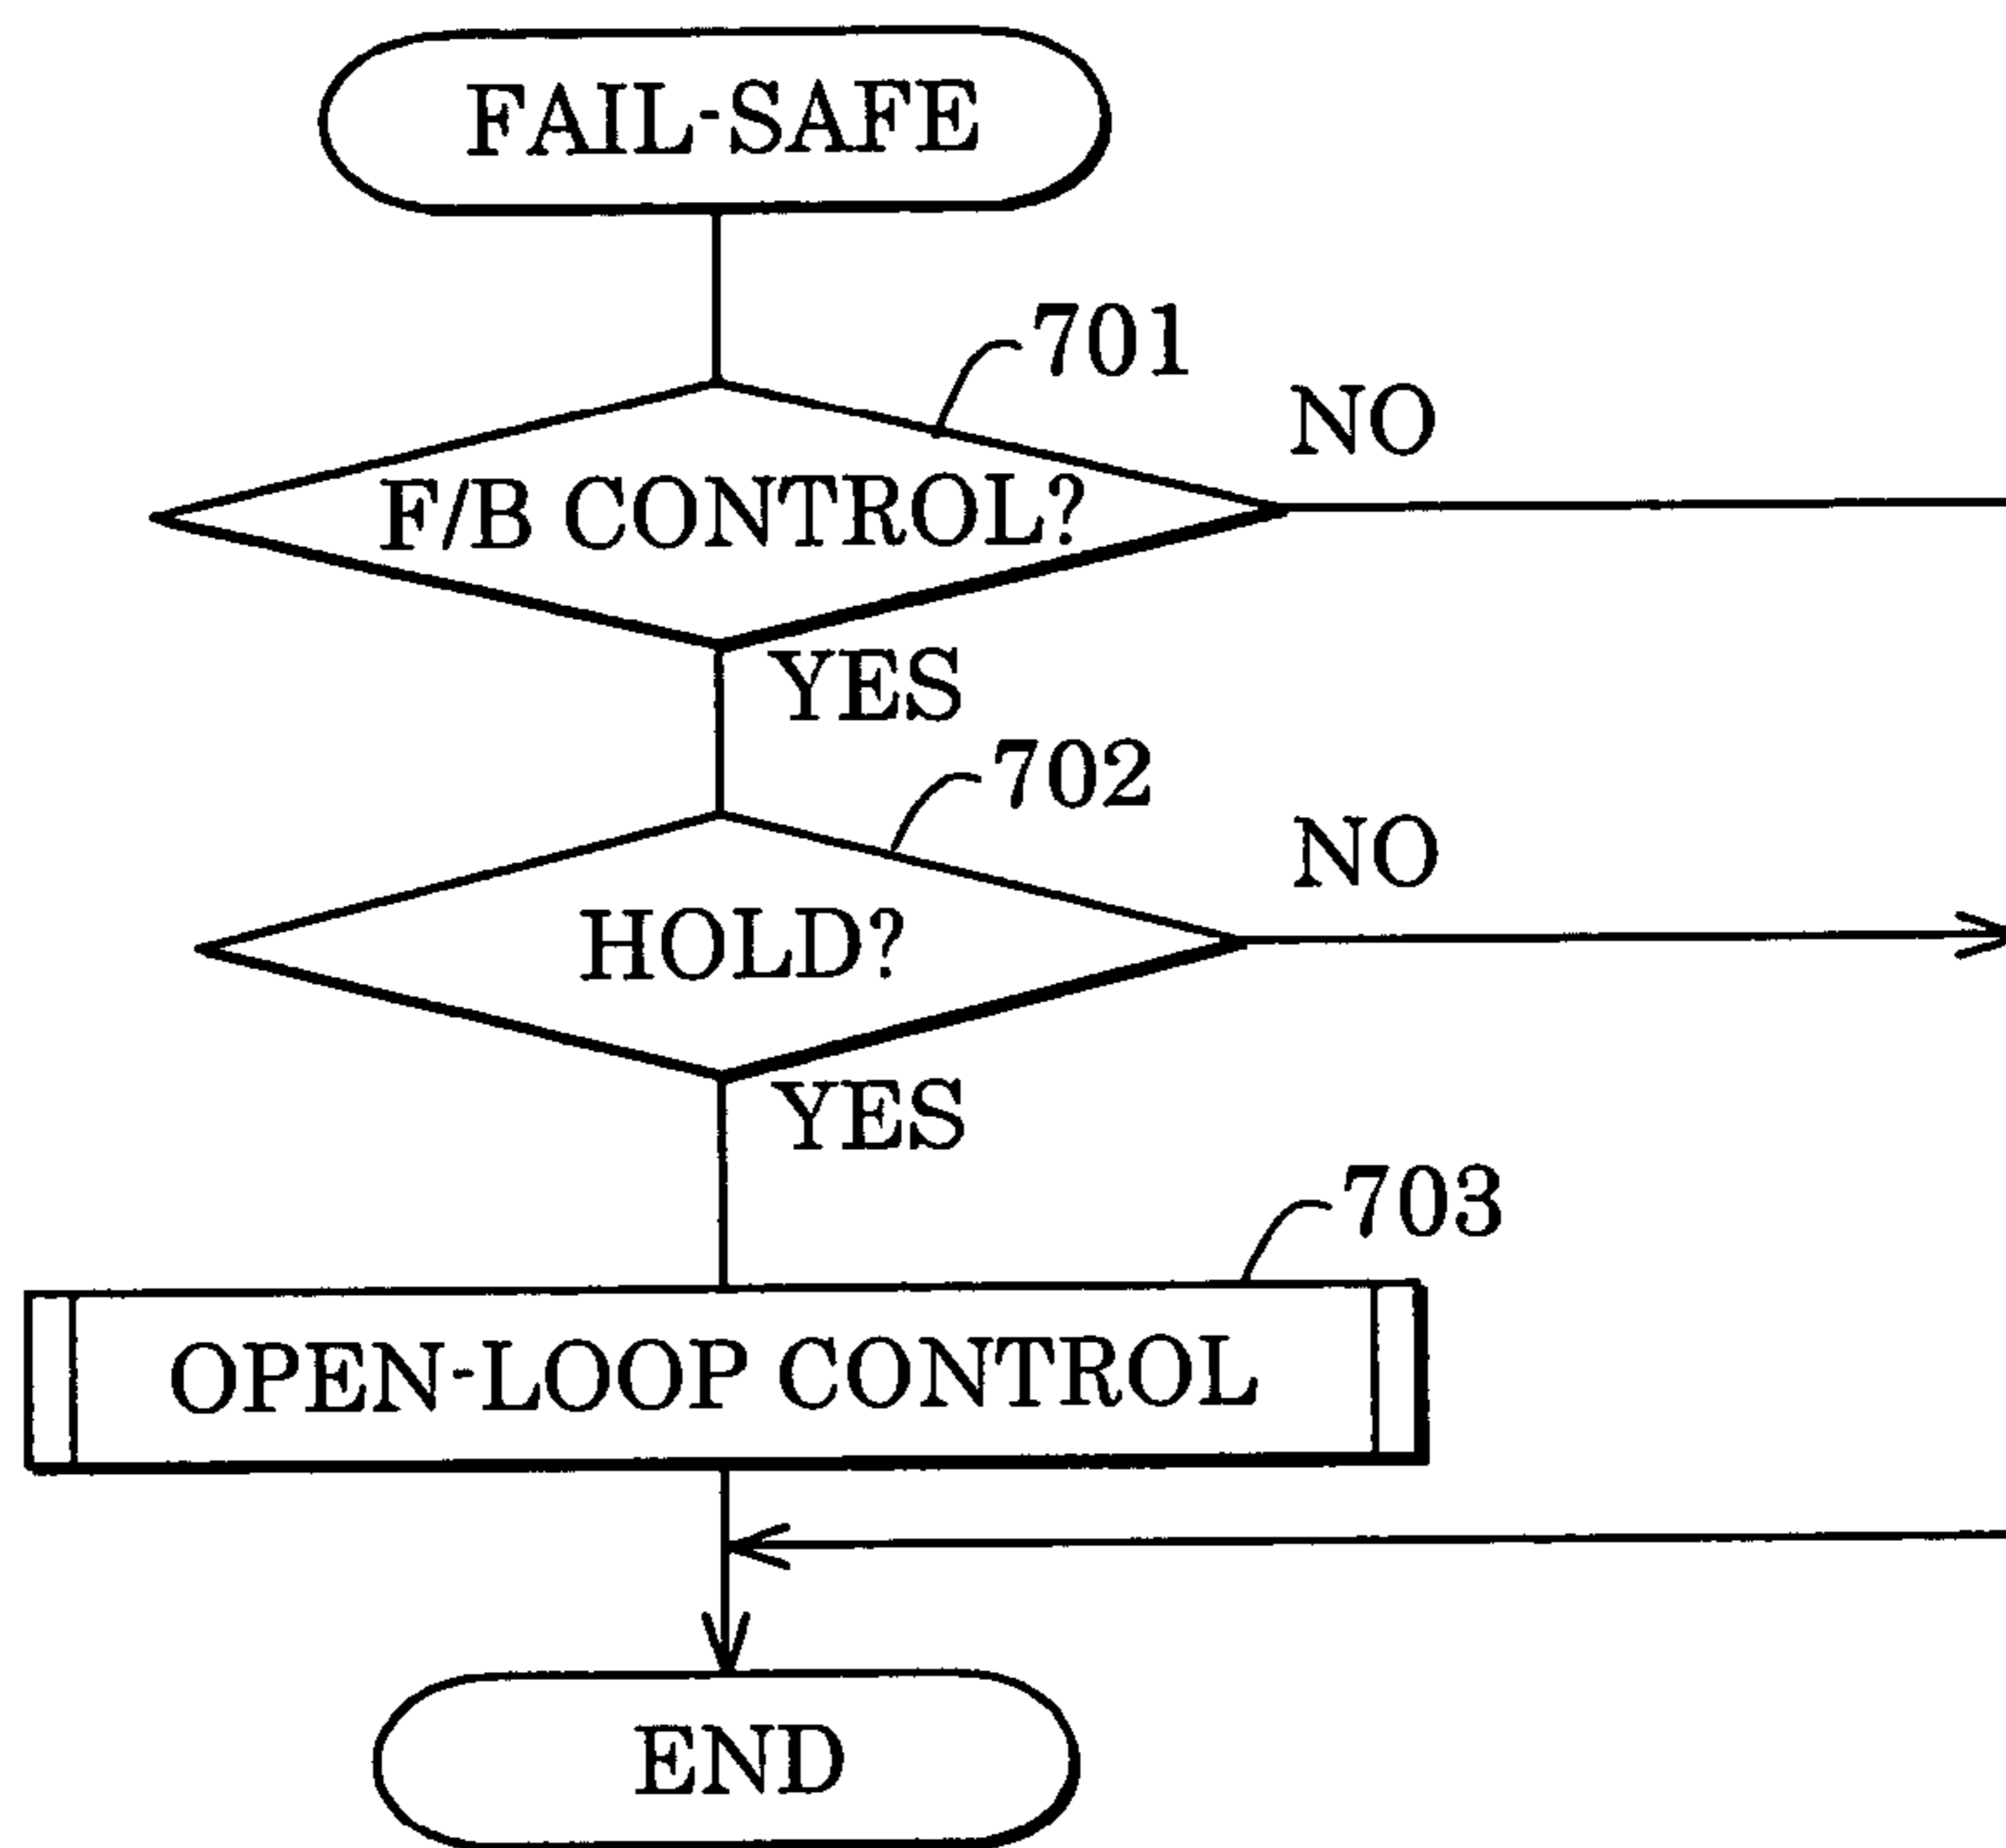 FAIL-SAFE
701
NO
F/B CONTROL?
YES
702
NO
HOLD?
YES
703
OPEN-LOOP CONTROL
END